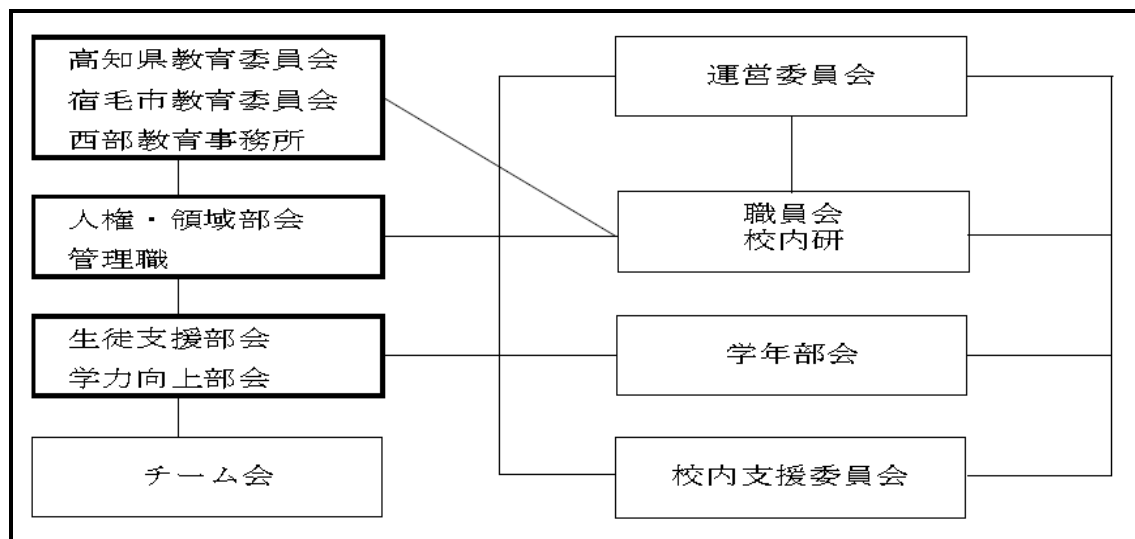 高知県教育委員会
宿毛市教育委員会
西部教育事務所
人権・領域部会
管理職
生徒支援部会
学力向上部会
チーム会
運営委員会
職員会
校内研
学年部会
校内支援委員会